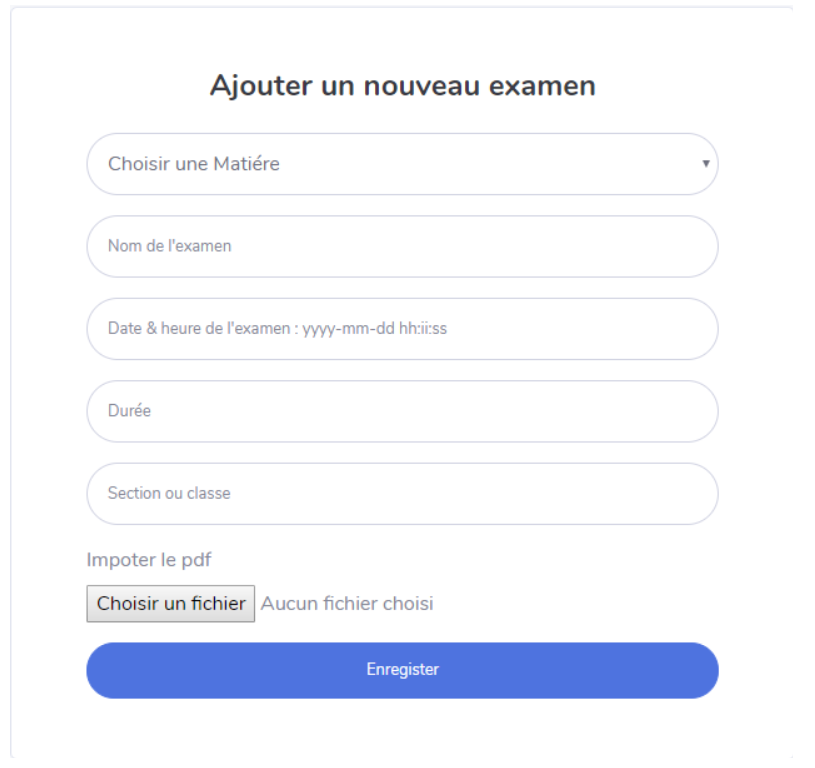 Ajouter un nouveau examen
Choisir une Matiére
Nom de l'examen
Date & heure de l'examen : yyyy-mm-dd hh:ii:ss
Durée
Section ou classe
Impoter le pdf
Choisir un fichier Aucun fichier choisi
Enregister